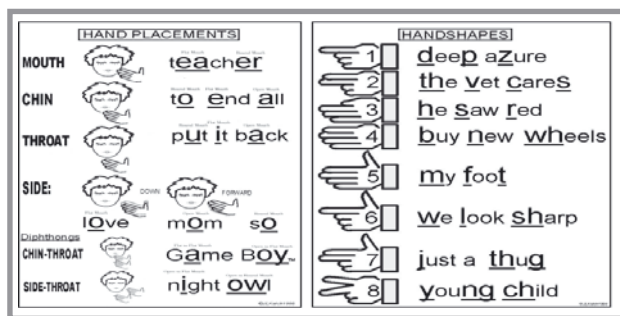 HAND PLACEMENTS
MOUTH teacher
CHIN to end all
THROAT put it back
SIDE: DOWN FORWARD
love mom so
Diphthongs
CHIN-THROAT Game Boy™
SIDE-THROAT night owl
HANDSHAPES
1 deep azure
2 the vet cares
3 he saw red
4 buy new wheels
5 my foot
6 we look sharp
7 just a thug
8 young child